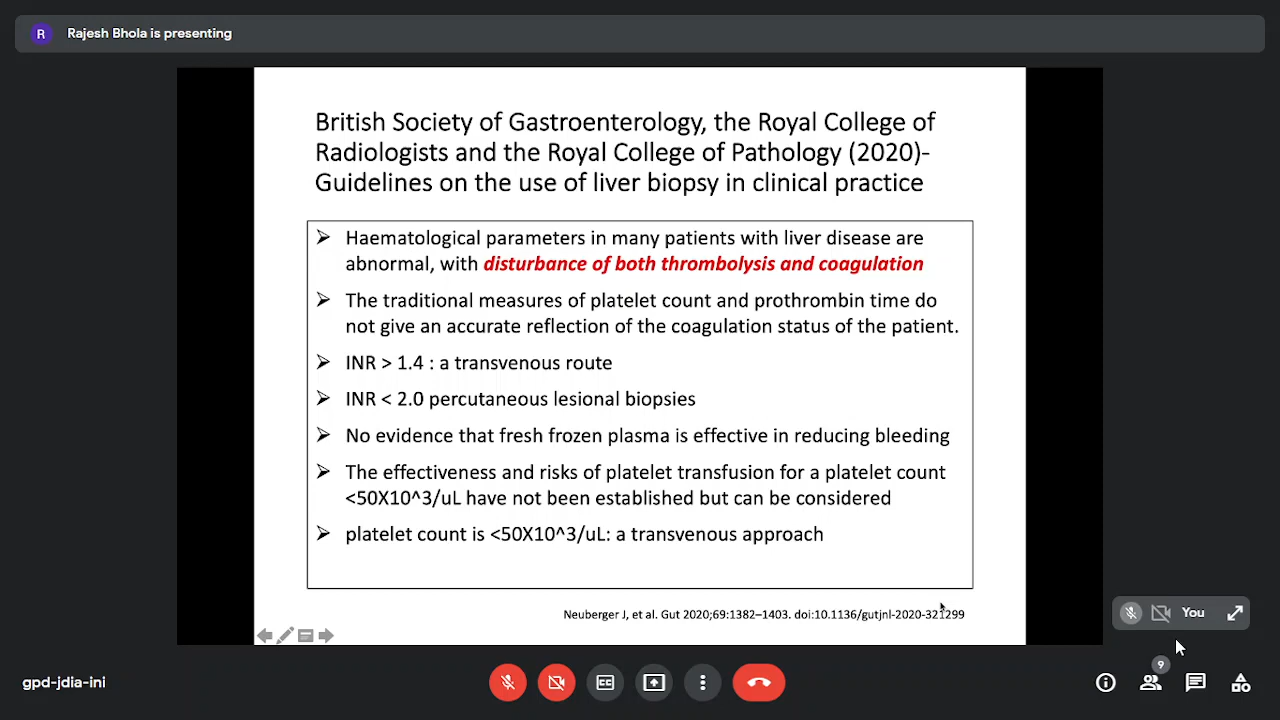 R Rajesh Bhola is presenting
British Society of Gastroenterology, the Royal College of
Radiologists and the Royal College of Pathology (2020)-
Guidelines on the use of liver biopsy in clinical practice
Haematological parameters in many patients with liver disease are
abnormal, with disturbance of both thrombolysis and coagulation
The traditional measures of platelet count and prothrombin time do
not give an accurate reflection of the coagulation status of the patient.
INR > 1.4 : a transvenous route
INR < 2.0 percutaneous lesional biopsies
No evidence that fresh frozen plasma is effective in reducing bleeding
The effectiveness and risks of platelet transfusion for a platelet count
<50X10^3/uL have not been established but can be considered
platelet count is <50X10^3/uL: a transvenous approach
Neuberger J, et al. Gut 2020;69:1382–1403. doi:10.1136/gutjnl-2020-321299
You
gpd-jdia-ini
CC
9